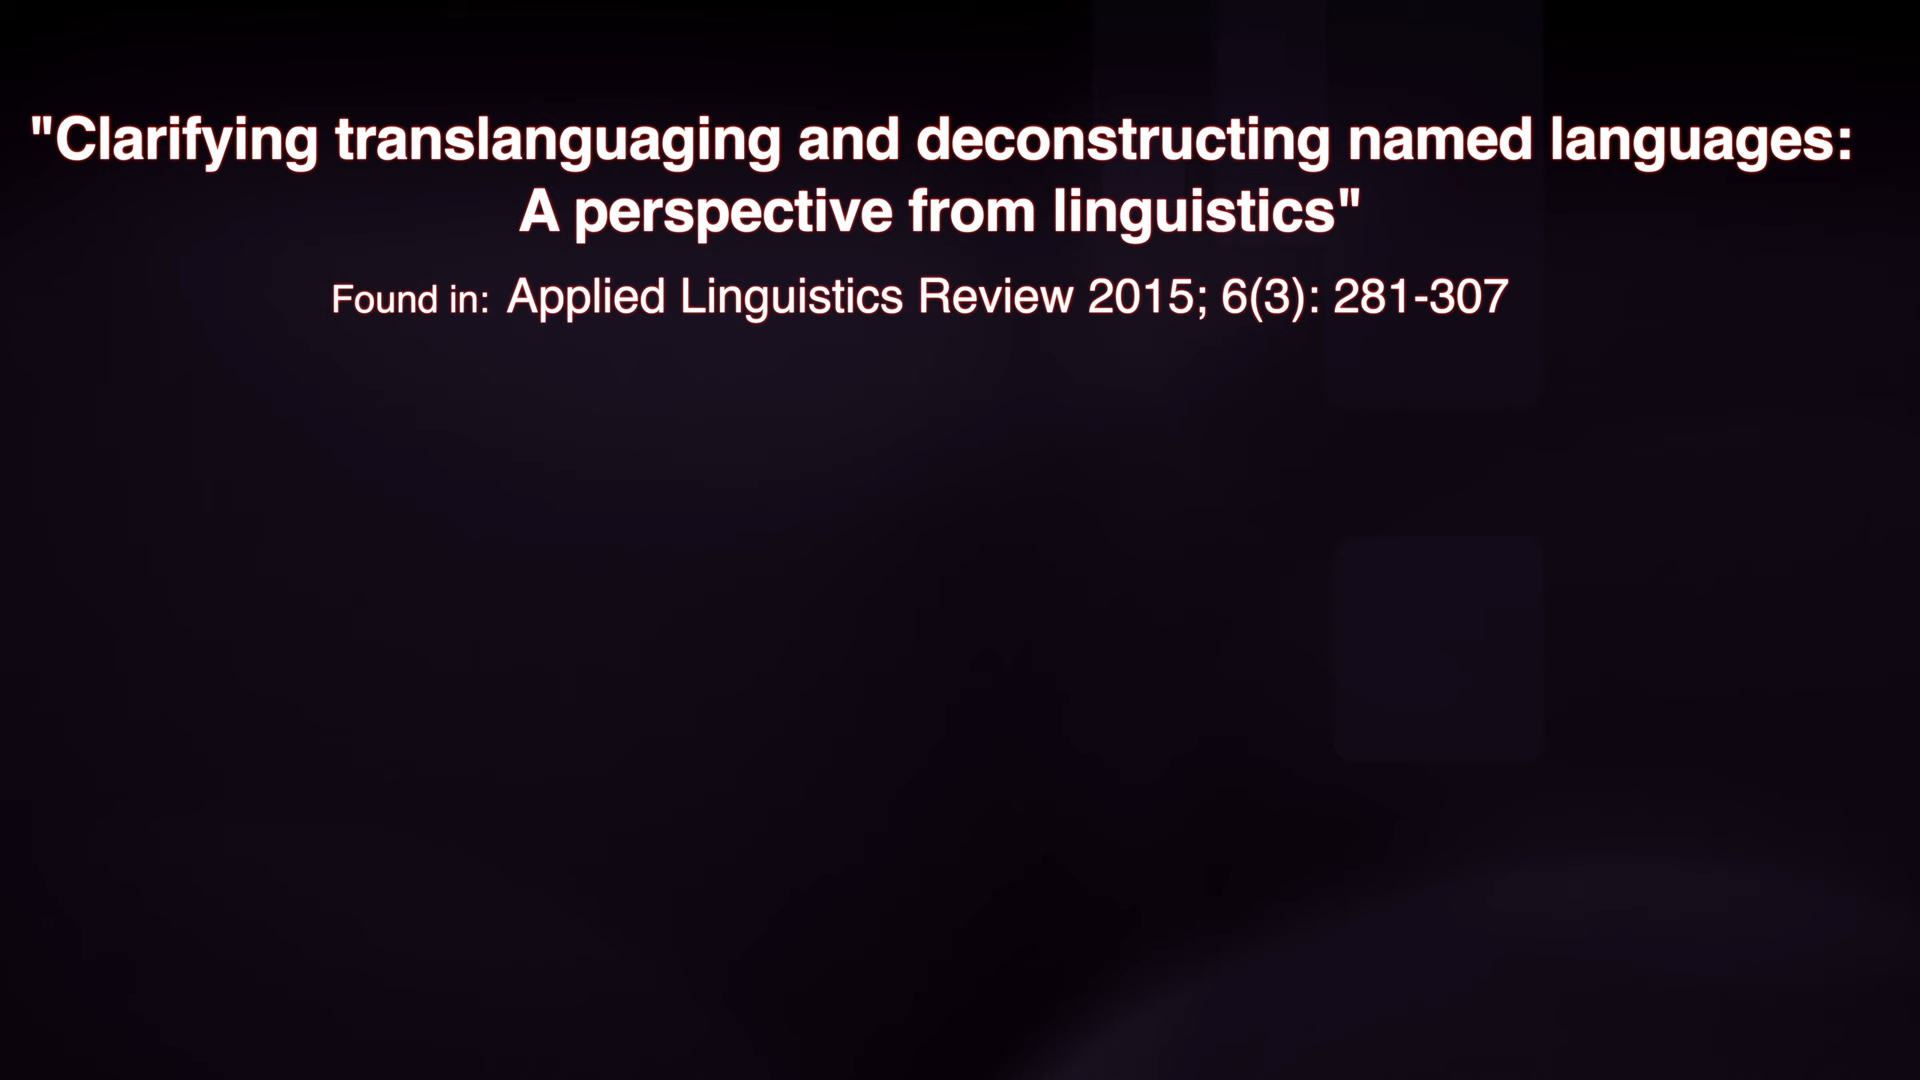 "Clarifying translanguaging and deconstructing named languages:
A perspective from linguistics"
Found in: Applied Linguistics Review 2015; 6(3): 281-307